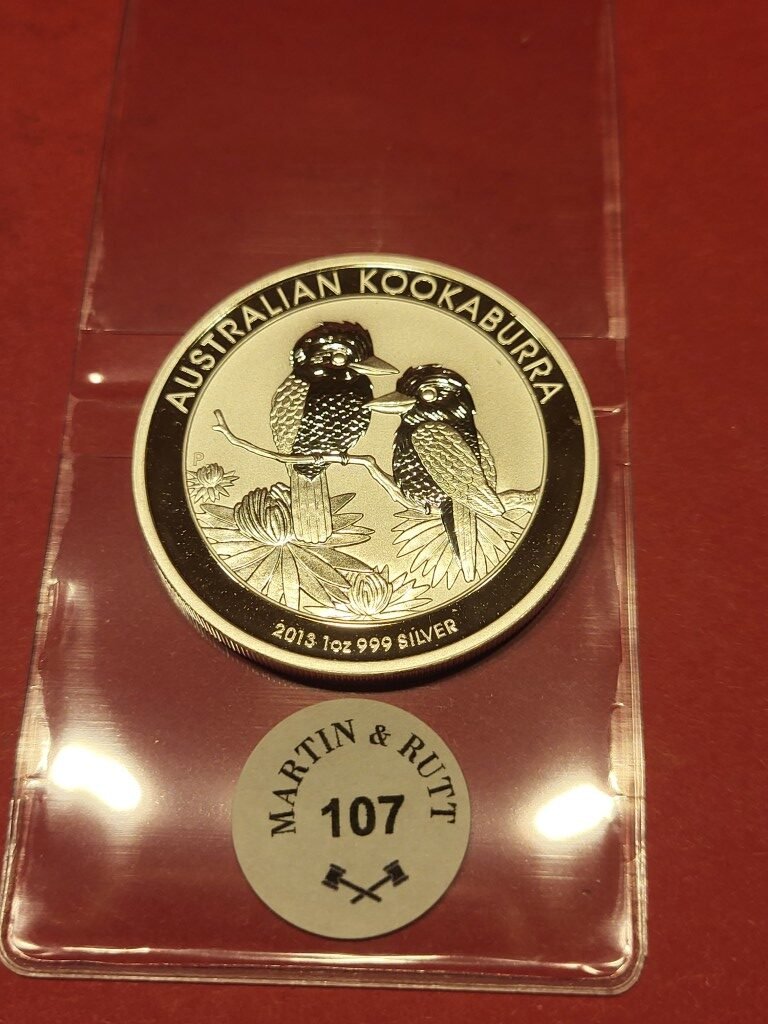 AUSTRALIAN KOOKABURRA
P
2013 1oz 999 SILVER
MARTIN & RUTT
107